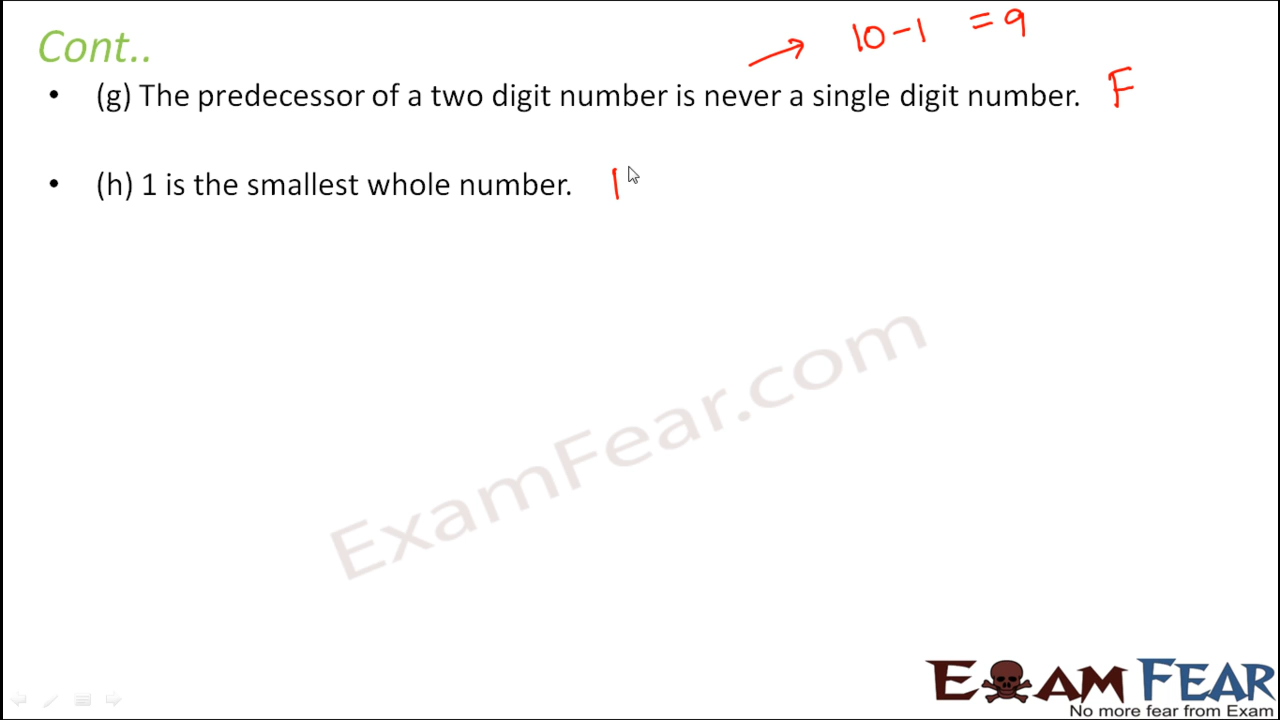 Cont..
→ 10-1 = 9
• (g) The predecessor of a two digit number is never a single digit number. F
• (h) 1 is the smallest whole number.
ExamFear.com
EXAM FEAR
No more fear from Exam